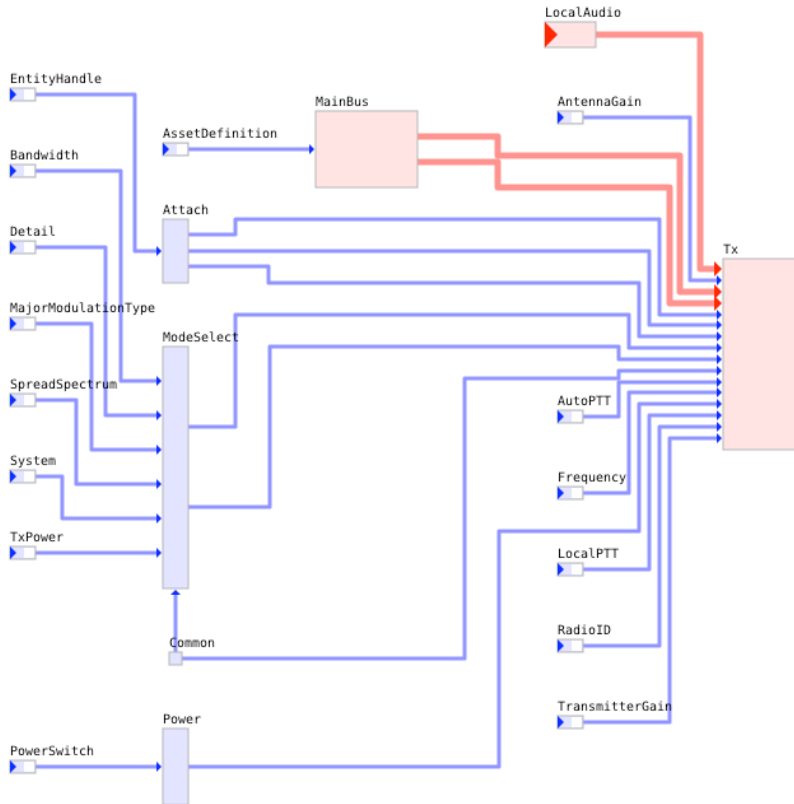 LocalAudio
EntityHandle
MainBus
AntennaGain
AssetDefinition
Bandwidth
Attach
Detail
Tx
MajorModulationType
ModeSelect
SpreadSpectrum
AutoPTT
System
Frequency
TxPower
LocalPTT
RadioID
Common
TransmitterGain
Power
PowerSwitch